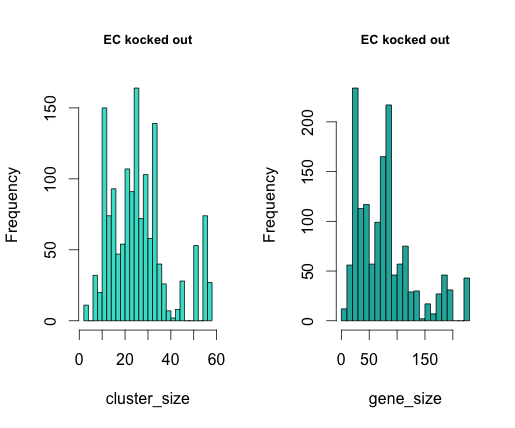 EC kocked out
Frequency
0 50 100 150
0 20 40 60
cluster_size
EC kocked out
Frequency
0 50 100 150 200
0 50 150
gene_size